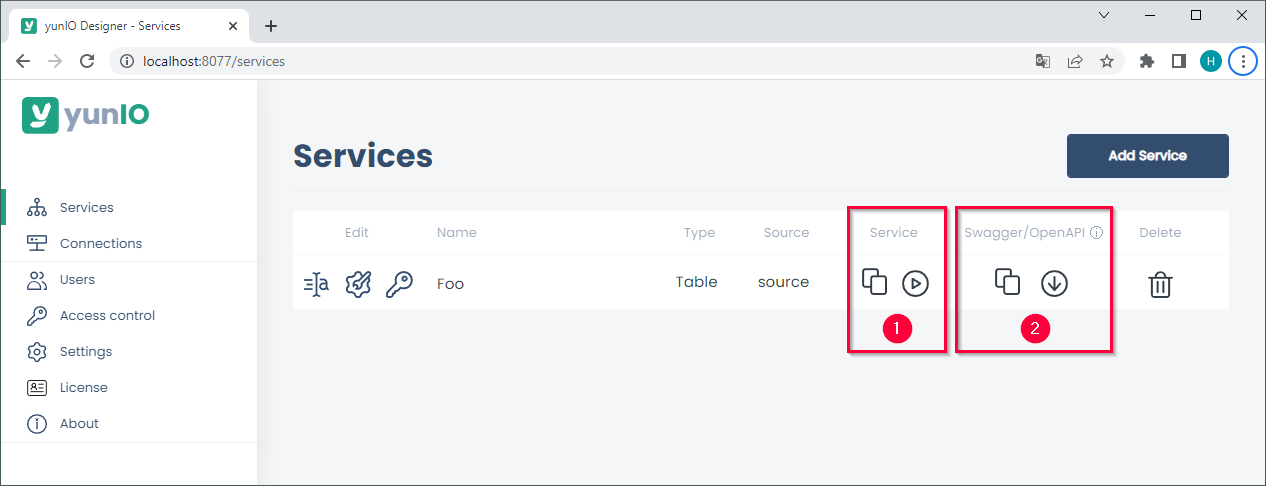 yunIO Designer - Services
localhost:8077/services
H
yunIO
Services
Connections
Users
Access control
Settings
License
About
Services
Add Service
Edit Name Type Source Service Swagger/OpenAPI Delete
Foo Table source
1 2